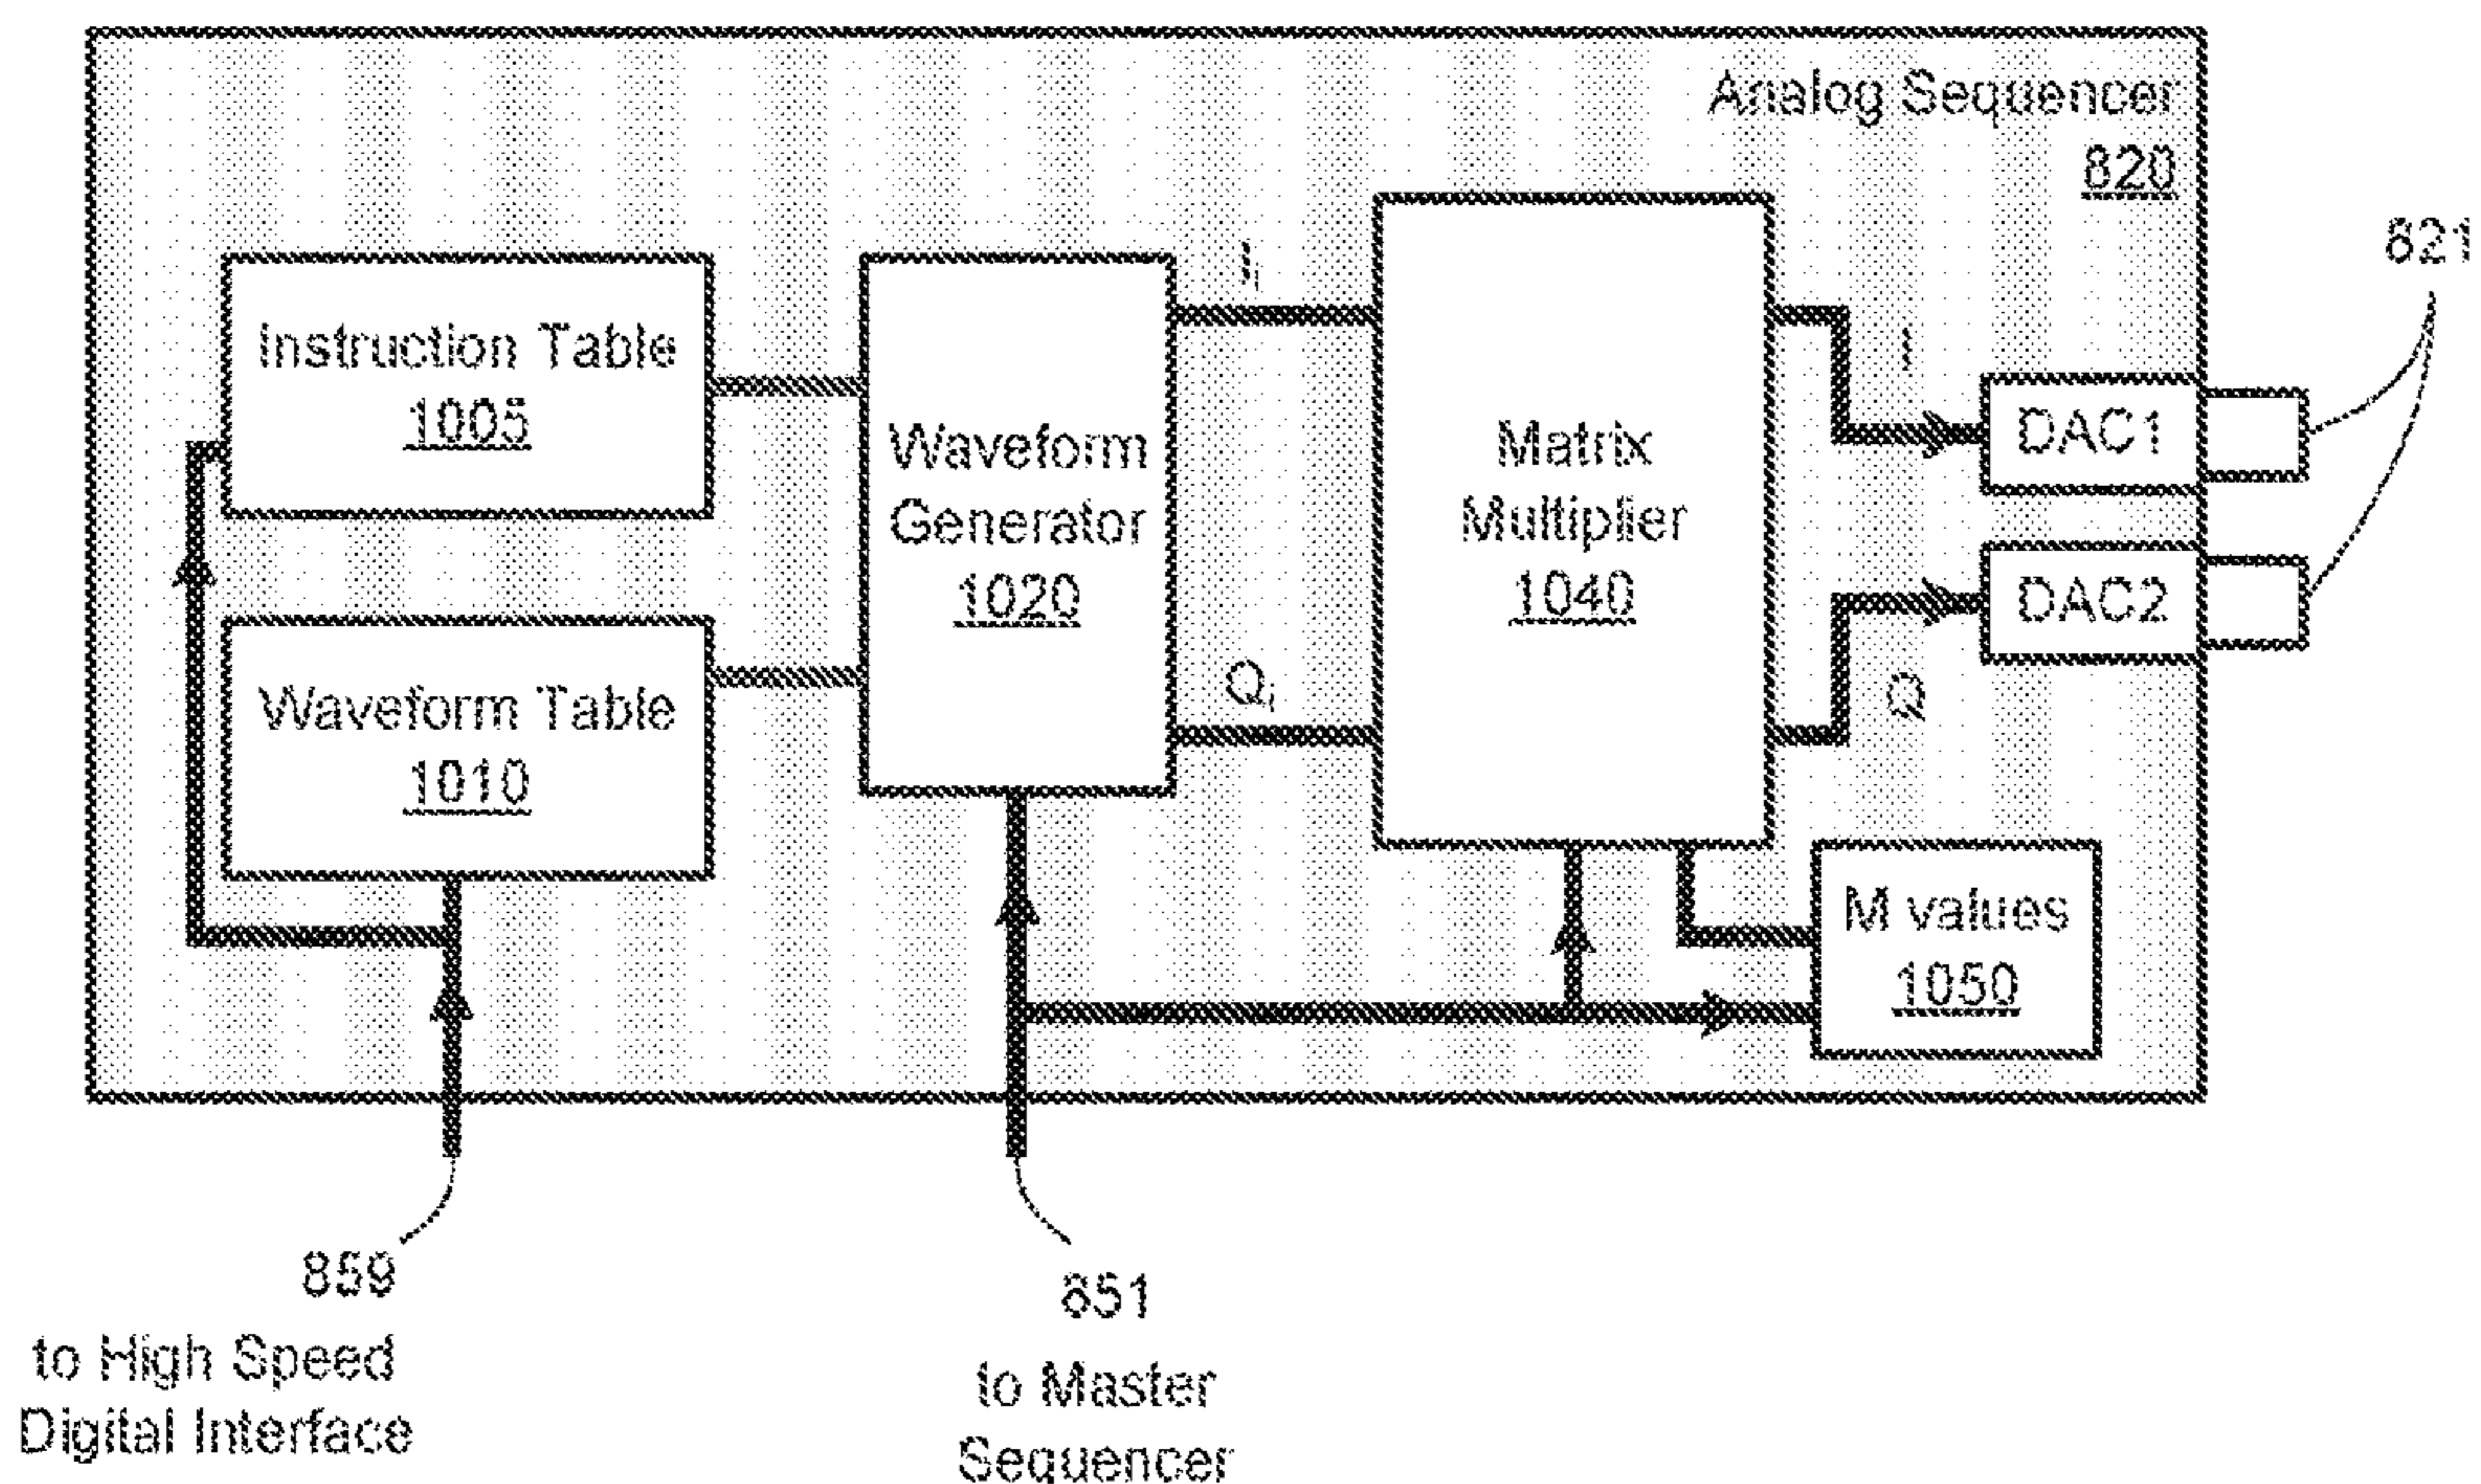 Analog Sequencer
820
821
Instruction Table
1005
Waveform
Generator
1020
Matrix
Multiplier
1040
I
DAC1
DAC2
Waveform Table
1010
Iᵢ
Qᵢ
Q
M values
1050
859
to High Speed
Digital Interface
851
to Master
Sequencer